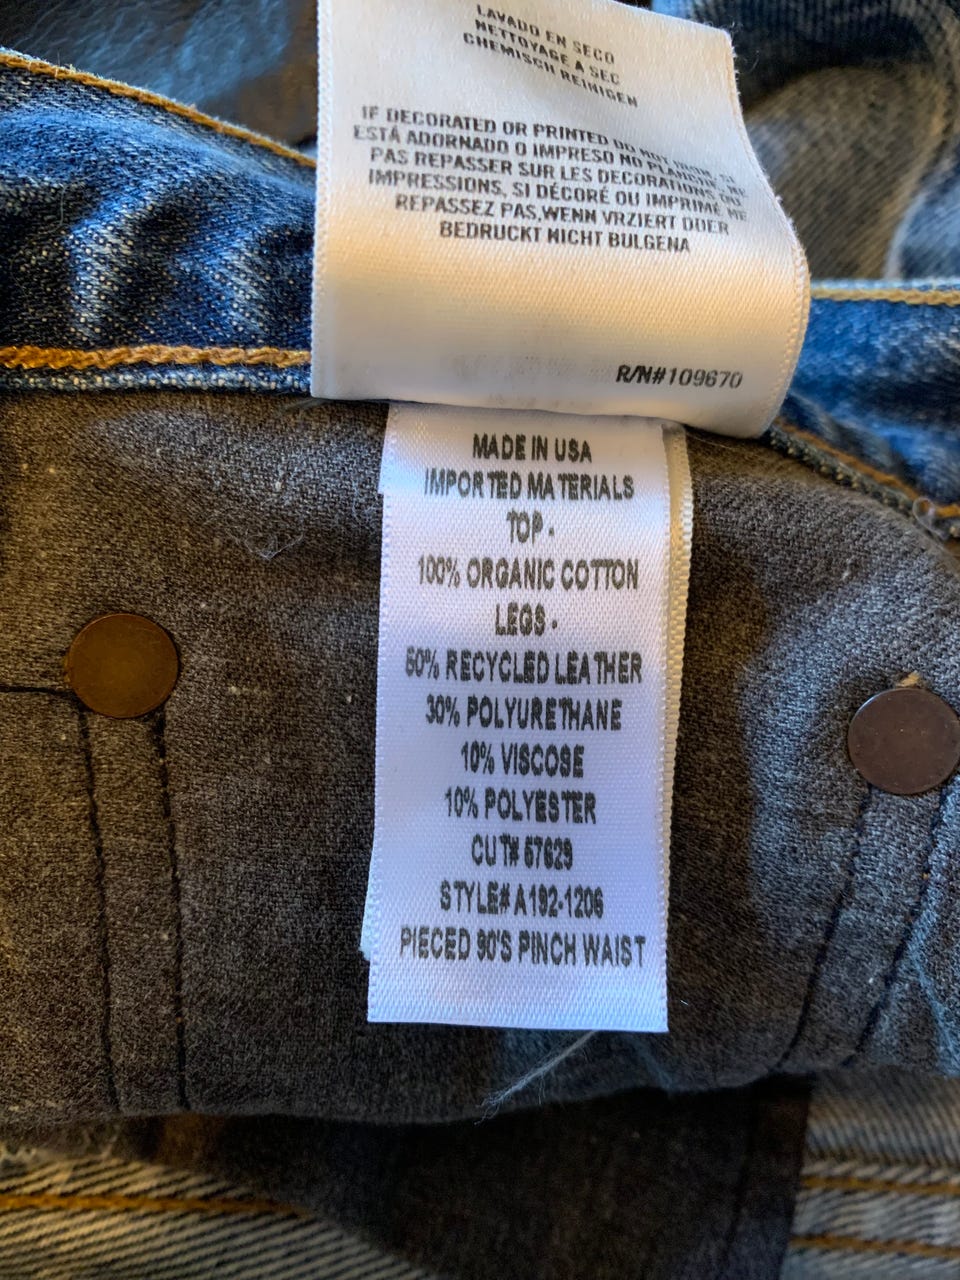 LAVADO EN SECO
NETTOYAGE A SEC
CHEMISCH REINIGEN
IF DECORATED OR PRINTED DO NOT IRON, SI
ESTÁ ADORNADO O IMPRESO NO PLANCHE, NE
PAS REPASSER SUR LES DECORATIONS OU
IMPRESSIONS, SI DÉCORÉ OU IMPRIMÉ NE
REPASSEZ PAS,WENN VRZIERT ODER
BEDRUCKT NICHT BULGENA
R/N#109670
MADE IN USA
IMPORTED MATERIALS
TOP -
100% ORGANIC COTTON
LEGS -
50% RECYCLED LEATHER
30% POLYURETHANE
10% VISCOSE
10% POLYESTER
CUT# 57629
STYLE# A192-1206
PIECED 90'S PINCH WAIST